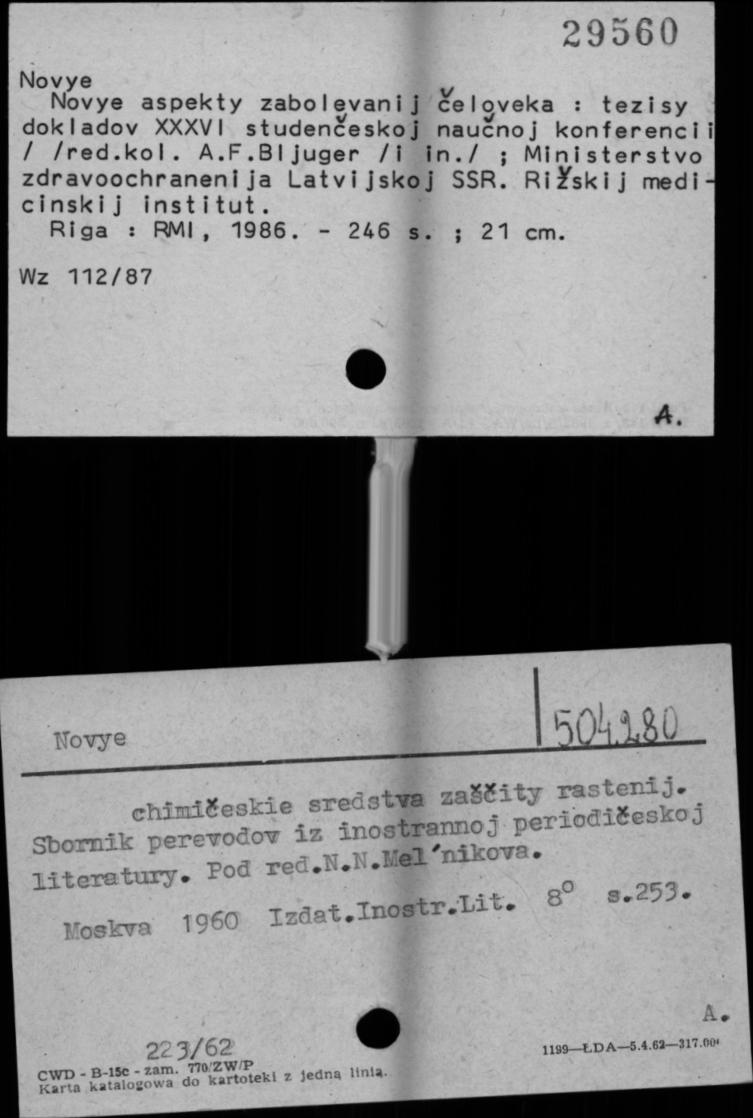 29560
Novye
Novye aspekty zabolevanij čeloveka : tezisy
dokladov XXXVI studenčeskoj naučnoj konferencii
/ /red.kol. A.F.Bljuger /i in./ ; Ministerstvo
zdravoochranenija Latvijskoj SSR. Rižskij medi-
cinskij institut.
Riga : RMI, 1986. - 246 s. ; 21 cm.
Wz 112/87
A.
504280
Novye
chimičeskie sredstva zaščity rastenij.
Sbornik perevodov iz inostrannoj periodičeskoj
literatury. Pod red.N.N.Mel'nikova.
Moskva 1960 Izdat.Inostr.Lit. 8° s.253.
A.
223/62
CWD - B-15c - zam. 770/ZW/P
Karta katalogowa do kartoteki z jedną linią.
1199—ŁDA—5.4.62—317.00